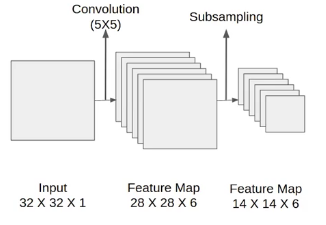 Convolution
(5X5)
Subsampling
Input
32 X 32 X 1
Feature Map
28 X 28 X 6
Feature Map
14 X 14 X 6